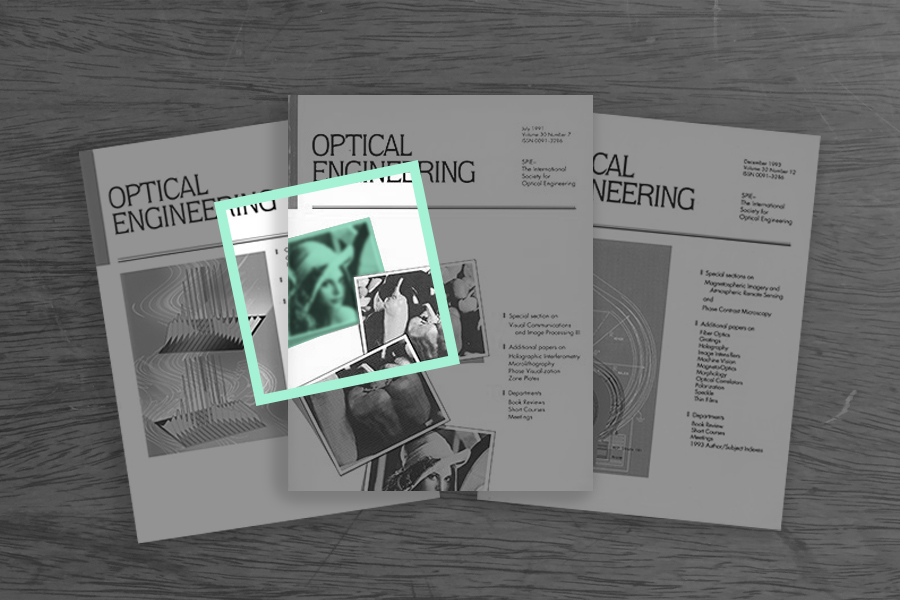 OPTICAL
ENGINEERING
OPTICAL
ENGINEERING
July 1991
Volume 30 Number 7
ISSN 0091-3286
SPIE–
The International
Society for
Optical Engineering
Special section on
Visual Communications
and Image Processing III
Additional papers on
Holographic Interferometry
Microlithography
Phase Visualization
Zone Plates
Departments
Book Reviews
Short Courses
Meetings
CAL
NEERING
December 1993
Volume 32 Number 12
ISSN 0091-3286
SPIE–
The International
Society for
Optical Engineering
Special sections on
Magnetospheric Imagery and
Atmospheric Remote Sensing
and
Phase Contrast Microscopy
Additional papers on
Fiber Optics
Gratings
Holography
Image Intensifiers
Machine Vision
Magneto-Optics
Morphology
Optical Correlators
Polarization
Speckle
Thin Films
Departments
Book Review
Short Courses
Meetings
1993 Author/Subject Indexes